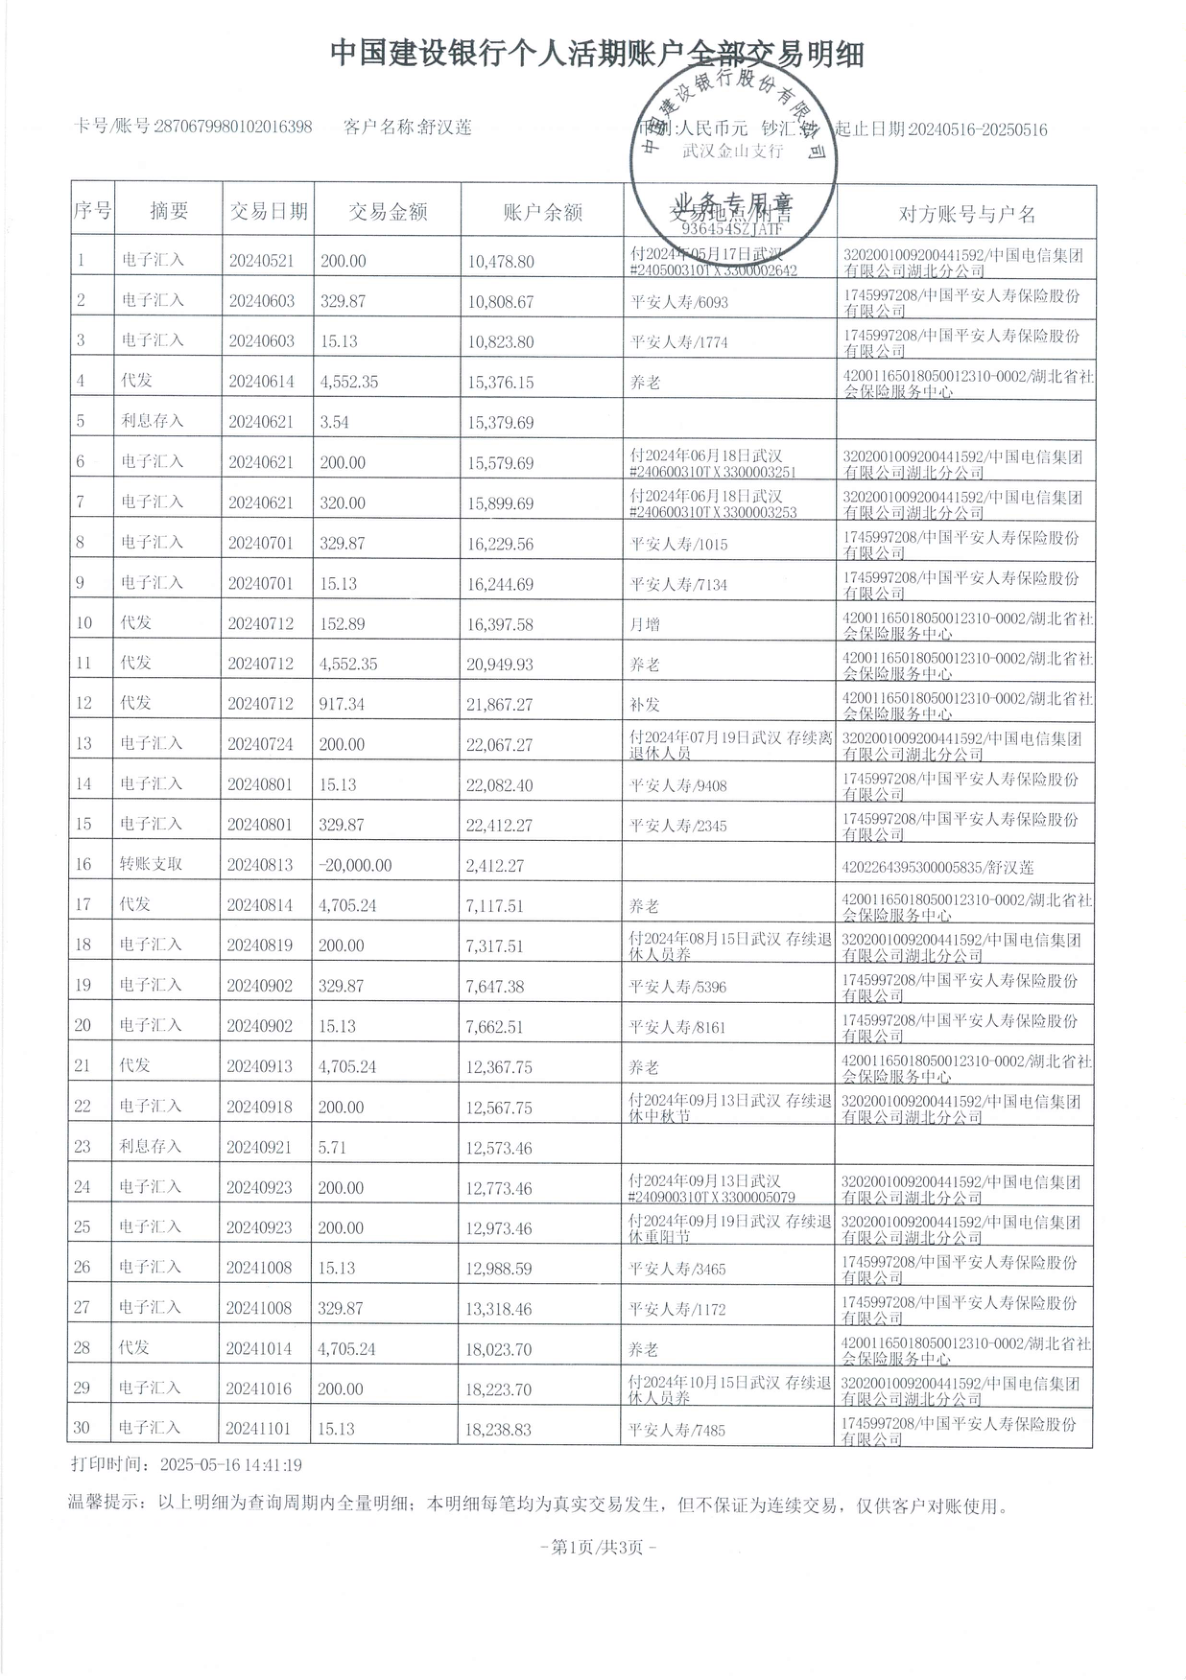 中国建设银行个人活期账户全部交易明细
卡号/账号:2870679980102016398 客户名称:舒汉莲 币别:人民币元 钞汇 起止日期:20240516-20250516
中国建设银行股份有限公司
武汉金山支行
业务专用章
936454SZJATF
序号 摘要 交易日期 交易金额 账户余额 交易地点/附言 对方账号与户名
1 电子汇入 20240521 200.00 10,478.80 付2024年05月17日武汉 3202001009200441592/中国电信集团
#240500310TX3300002642 有限公司湖北分公司
2 电子汇入 20240603 329.87 10,808.67 平安人寿/6093 1745997208/中国平安人寿保险股份
有限公司
3 电子汇入 20240603 15.13 10,823.80 平安人寿/1774 1745997208/中国平安人寿保险股份
有限公司
4 代发 20240614 4,552.35 15,376.15 养老 42001165018050012310-0002/湖北省社
会保险服务中心
5 利息存入 20240621 3.54 15,379.69
6 电子汇入 20240621 200.00 15,579.69 付2024年06月18日武汉 3202001009200441592/中国电信集团
#240600310TX3300003251 有限公司湖北分公司
7 电子汇入 20240621 320.00 15,899.69 付2024年06月18日武汉 3202001009200441592/中国电信集团
#240600310TX3300003253 有限公司湖北分公司
8 电子汇入 20240701 329.87 16,229.56 平安人寿/1015 1745997208/中国平安人寿保险股份
有限公司
9 电子汇入 20240701 15.13 16,244.69 平安人寿/7134 1745997208/中国平安人寿保险股份
有限公司
10 代发 20240712 152.89 16,397.58 月增 42001165018050012310-0002/湖北省社
会保险服务中心
11 代发 20240712 4,552.35 20,949.93 养老 42001165018050012310-0002/湖北省社
会保险服务中心
12 代发 20240712 917.34 21,867.27 补发 42001165018050012310-0002/湖北省社
会保险服务中心
13 电子汇入 20240724 200.00 22,067.27 付2024年07月19日武汉 存续离 3202001009200441592/中国电信集团
退休人员 有限公司湖北分公司
14 电子汇入 20240801 15.13 22,082.40 平安人寿/9408 1745997208/中国平安人寿保险股份
有限公司
15 电子汇入 20240801 329.87 22,412.27 平安人寿/2345 1745997208/中国平安人寿保险股份
有限公司
16 转账支取 20240813 -20,000.00 2,412.27 4202264395300005835/舒汉莲
17 代发 20240814 4,705.24 7,117.51 养老 42001165018050012310-0002/湖北省社
会保险服务中心
18 电子汇入 20240819 200.00 7,317.51 付2024年08月15日武汉 存续退 3202001009200441592/中国电信集团
休人员养 有限公司湖北分公司
19 电子汇入 20240902 329.87 7,647.38 平安人寿/5396 1745997208/中国平安人寿保险股份
有限公司
20 电子汇入 20240902 15.13 7,662.51 平安人寿/8161 1745997208/中国平安人寿保险股份
有限公司
21 代发 20240913 4,705.24 12,367.75 养老 42001165018050012310-0002/湖北省社
会保险服务中心
22 电子汇入 20240918 200.00 12,567.75 付2024年09月13日武汉 存续退 3202001009200441592/中国电信集团
休中秋节 有限公司湖北分公司
23 利息存入 20240921 5.71 12,573.46
24 电子汇入 20240923 200.00 12,773.46 付2024年09月13日武汉 3202001009200441592/中国电信集团
#240900310TX3300005079 有限公司湖北分公司
25 电子汇入 20240923 200.00 12,973.46 付2024年09月19日武汉 存续退 3202001009200441592/中国电信集团
休重阳节 有限公司湖北分公司
26 电子汇入 20241008 15.13 12,988.59 平安人寿/3465 1745997208/中国平安人寿保险股份
有限公司
27 电子汇入 20241008 329.87 13,318.46 平安人寿/1172 1745997208/中国平安人寿保险股份
有限公司
28 代发 20241014 4,705.24 18,023.70 养老 42001165018050012310-0002/湖北省社
会保险服务中心
29 电子汇入 20241016 200.00 18,223.70 付2024年10月15日武汉 存续退 3202001009200441592/中国电信集团
休人员养 有限公司湖北分公司
30 电子汇入 20241101 15.13 18,238.83 平安人寿/7485 1745997208/中国平安人寿保险股份
有限公司
打印时间：2025-05-16 14:41:19
温馨提示：以上明细为查询周期内全量明细；本明细每笔均为真实交易发生，但不保证为连续交易，仅供客户对账使用。
-第1页/共3页-